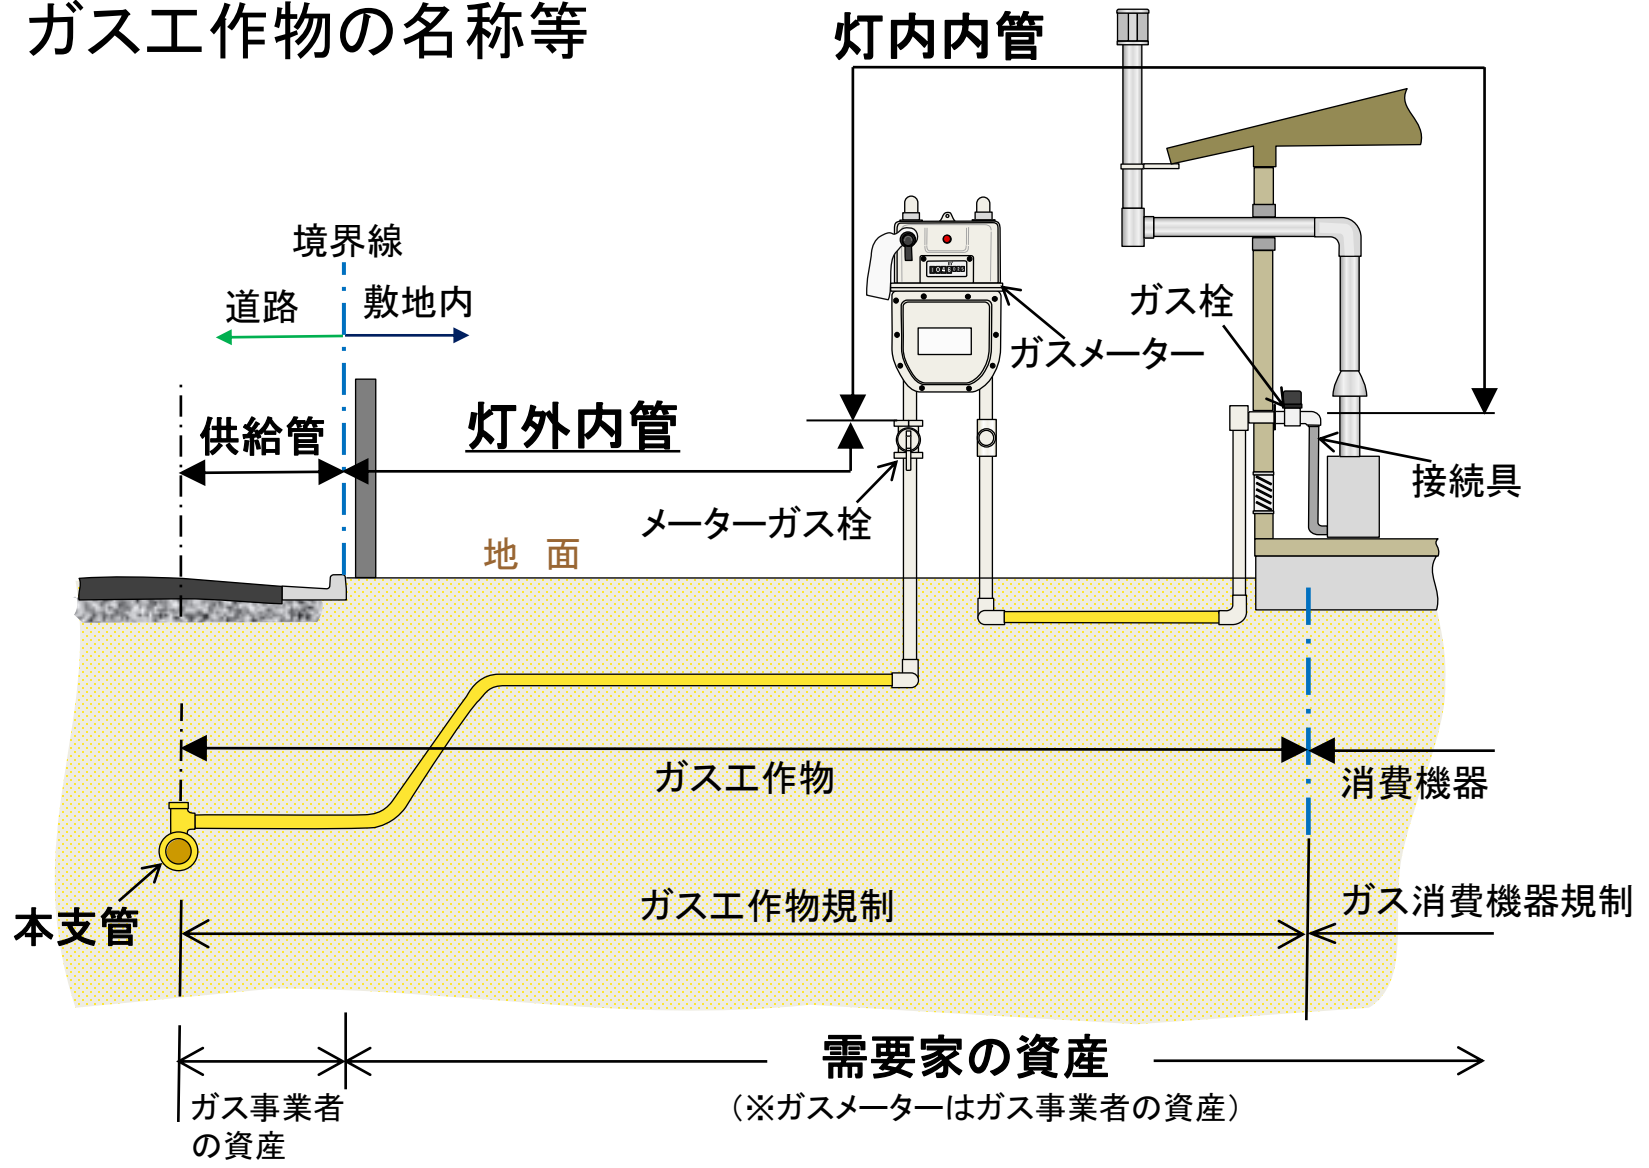 ガス工作物の名称等
灯内内管
境界線
道路
敷地内
ガス栓
ガスメーター
供給管
灯外内管
接続具
メーターガス栓
地 面
ガス工作物
消費機器
本支管
ガス工作物規制
ガス消費機器規制
需要家の資産
ガス事業者
の資産
（※ガスメーターはガス事業者の資産）